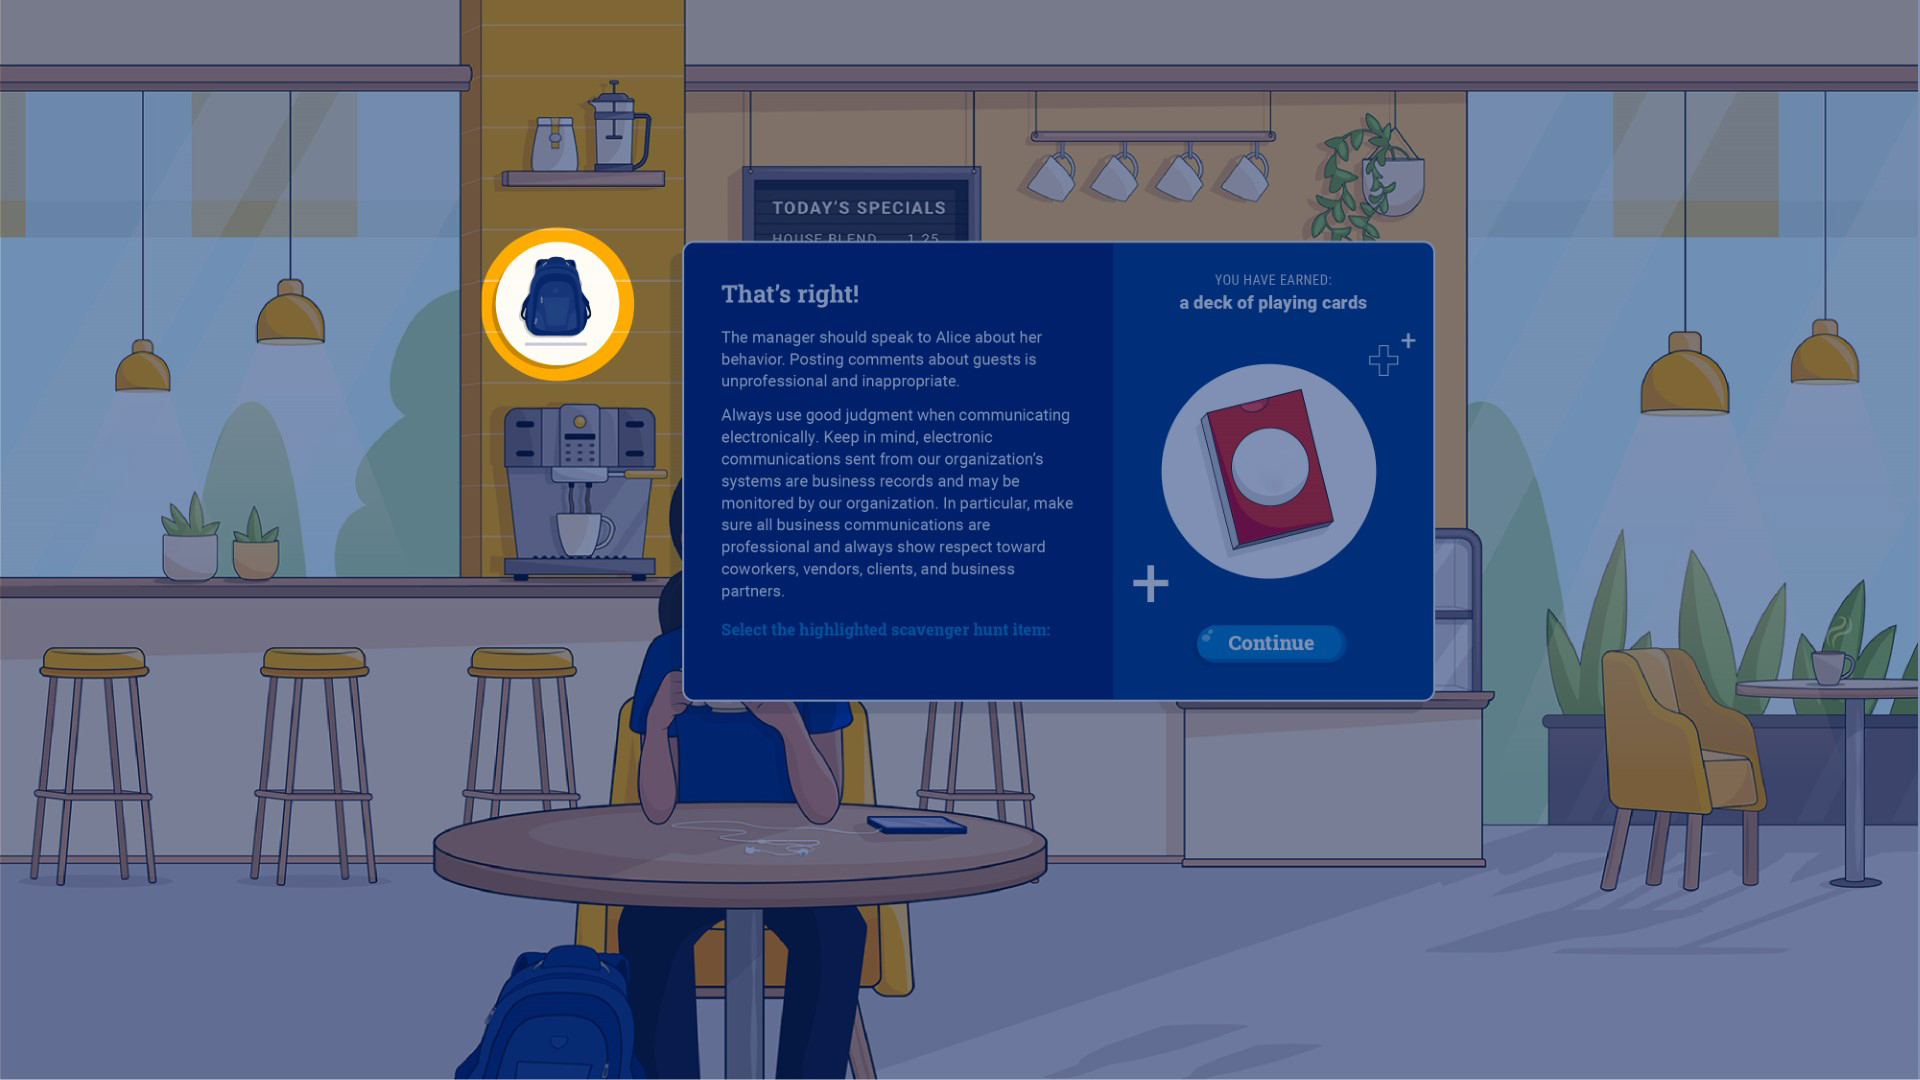 TODAY'S SPECIALS
HOUSE BLEND 1.25
That's right!
The manager should speak to Alice about her
behavior. Posting comments about guests is
unprofessional and inappropriate.
Always use good judgment when communicating
electronically. Keep in mind, electronic
communications sent from our organization's
systems are business records and may be
monitored by our organization. In particular, make
sure all business communications are
professional and always show respect toward
coworkers, vendors, clients, and business
partners.
Select the highlighted scavenger hunt item:
YOU HAVE EARNED:
a deck of playing cards
Continue